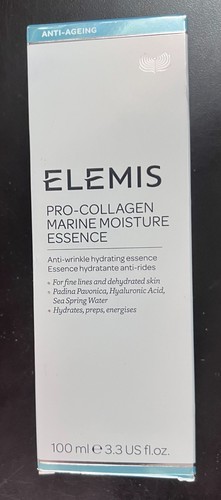 ANTI-AGEING
ELEMIS
PRO-COLLAGEN
MARINE MOISTURE
ESSENCE
Anti-wrinkle hydrating essence
Essence hydratante anti-rides
» For fine lines and dehydrated skin
» Padina Pavonica, Hyaluronic Acid,
Sea Spring Water
» Hydrates, preps, energises
100 ml ℮ 3.3 US fl.oz.